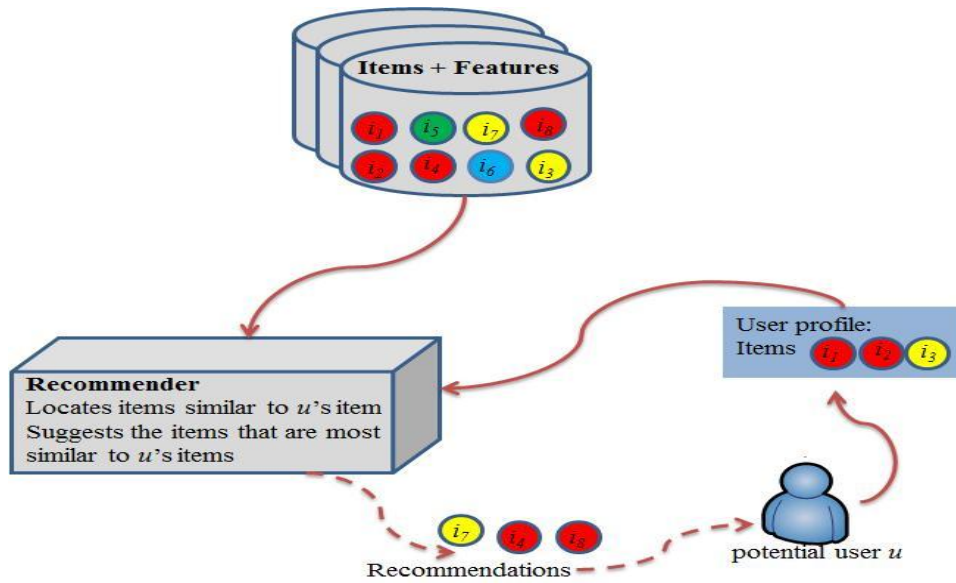 Items + Features
i1 i5 i7 i8
i2 i4 i6 i3
User profile:
Items i1 i2 i3
Recommender
Locates items similar to u's item
Suggests the items that are most
similar to u's items
i7 i4 i8
Recommendations
potential user u